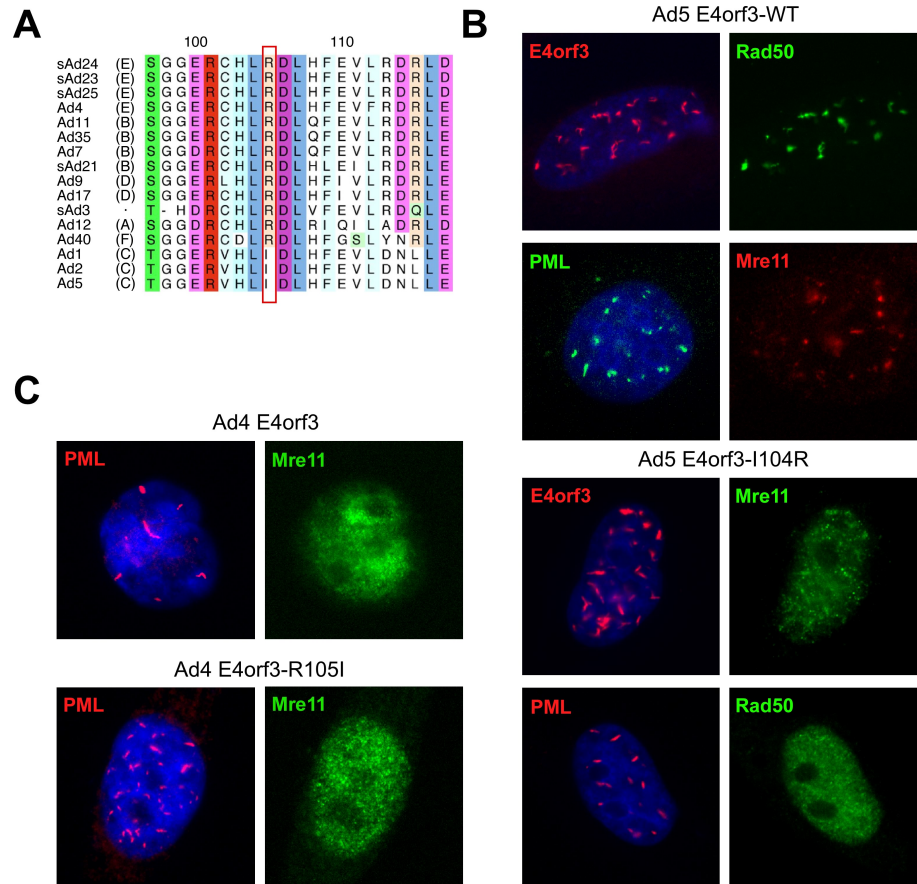 A
100 110
sAd24 (E) S G G E R C H L R D L H F E V L R D R L D
sAd23 (E) S G G E R C H L R D L H F E V L R D R L D
sAd25 (E) S G G E R C H L R D L H F E V L R D R L D
Ad4 (E) S G G E R C H L R D L H F E V F R D R L E
Ad11 (B) S G G E R C H L R D L Q F E V L R D R L E
Ad35 (B) S G G E R C H L R D L Q F E V L R D R L E
Ad7 (B) S G G D R C H L R D L Q F E V L R D R L E
sAd21 (B) S G G E R C H L R D L H L E I L R D R L E
Ad9 (D) S G G E R L H L R D L H F I V L R D R L E
Ad17 (D) S G G E R C H L R D L H F I V L R D R L E
sAd3 · T - H D R C H L R D L V F E V L R D Q L E
Ad12 (A) S G G D R C H L R D L R I Q I L A D R L E
Ad40 (F) S G G E R C D L R D L H F G S L Y N R L E
Ad1 (C) T G G E R V H L I D L H F E V L D N L L E
Ad2 (C) T G G E R V H L I D L H F E V L D N L L E
Ad5 (C) T G G E R V H L I D L H F E V L D N L L E
B
Ad5 E4orf3-WT
E4orf3 Rad50
PML Mre11
Ad5 E4orf3-I104R
E4orf3 Mre11
PML Rad50
C
Ad4 E4orf3
PML Mre11
Ad4 E4orf3-R105I
PML Mre11